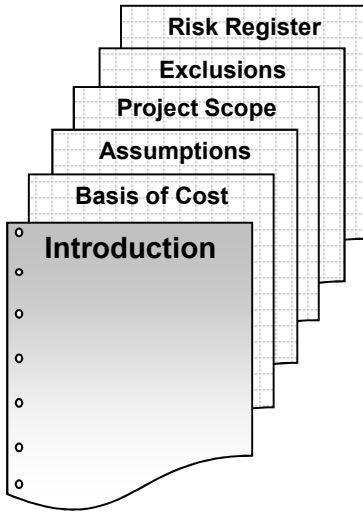 Risk Register
Exclusions
Project Scope
Assumptions
Basis of Cost
Introduction